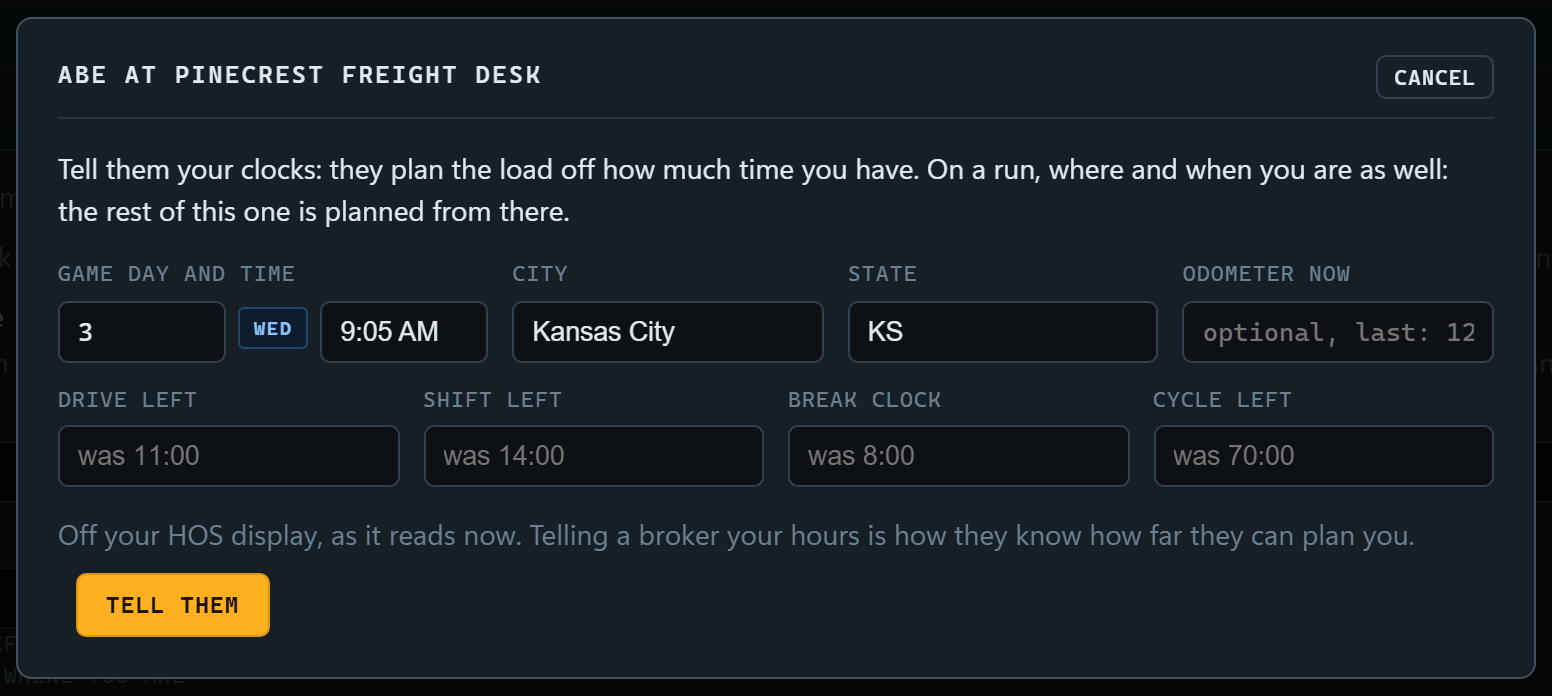 ABE AT PINECREST FREIGHT DESK
CANCEL
Tell them your clocks: they plan the load off how much time you have. On a run, where and when you are as well:
the rest of this one is planned from there.
GAME DAY AND TIME CITY STATE ODOMETER NOW
3 WED 9:05 AM Kansas City KS optional, last: 12
DRIVE LEFT SHIFT LEFT BREAK CLOCK CYCLE LEFT
was 11:00 was 14:00 was 8:00 was 70:00
Off your HOS display, as it reads now. Telling a broker your hours is how they know how far they can plan you.
TELL THEM